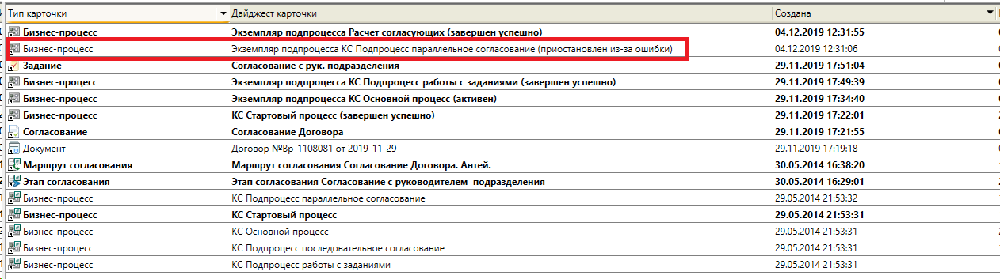 Тип карточки Дайджест карточки Создана
Бизнес-процесс Экземпляр подпроцесса Расчет согласующих (завершен успешно) 04.12.2019 12:31:55
Бизнес-процесс Экземпляр подпроцесса КС Подпроцесс параллельное согласование (приостановлен из-за ошибки) 04.12.2019 12:31:06
Задание Согласование с рук. подразделения 29.11.2019 17:51:04
Бизнес-процесс Экземпляр подпроцесса КС Подпроцесс работы с заданиями (завершен успешно) 29.11.2019 17:49:39
Бизнес-процесс Экземпляр подпроцесса КС Основной процесс (активен) 29.11.2019 17:34:40
Бизнес-процесс КС Стартовый процесс (завершен успешно) 29.11.2019 17:22:01
Согласование Согласование Договора 29.11.2019 17:21:55
Документ Договор №Вр-1108081 от 2019-11-29 29.11.2019 17:19:18
Маршрут согласования Маршрут согласования Согласование Договора. Антей. 30.05.2014 16:38:20
Этап согласования Этап согласования Согласование с руководителем подразделения 30.05.2014 16:29:01
Бизнес-процесс КС Подпроцесс параллельное согласование 29.05.2014 21:53:32
Бизнес-процесс КС Стартовый процесс 29.05.2014 21:53:31
Бизнес-процесс КС Основной процесс 29.05.2014 21:53:31
Бизнес-процесс КС Подпроцесс последовательное согласование 29.05.2014 21:53:31
Бизнес-процесс КС Подпроцесс работы с заданиями 29.05.2014 21:53:31